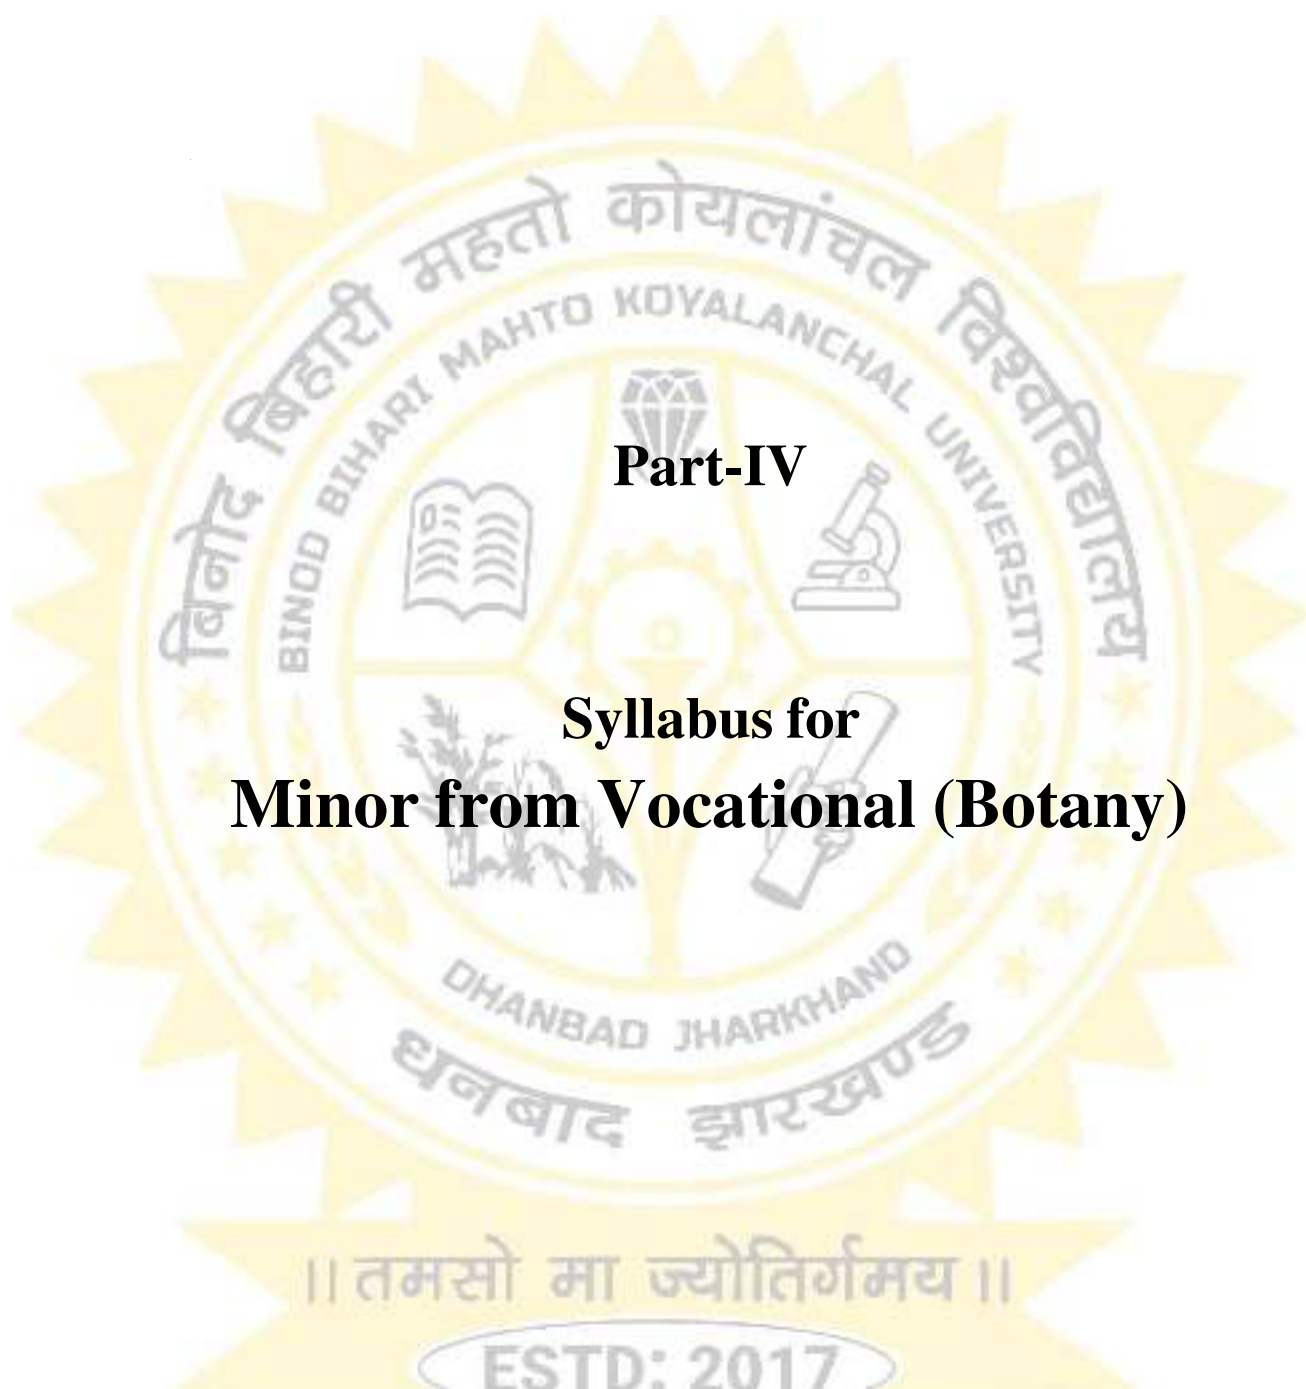 बिनोद बिहारी महतो कोयलांचल विश्वविद्यालय
BINOD BIHARI MAHTO KOYALANCHAL UNIVERSITY
Part-IV
Syllabus for
Minor from Vocational (Botany)
DHANBAD JHARKHAND
धनबाद झारखण्ड
।। तमसो मा ज्योतिर्गमय ।।
ESTD: 2017